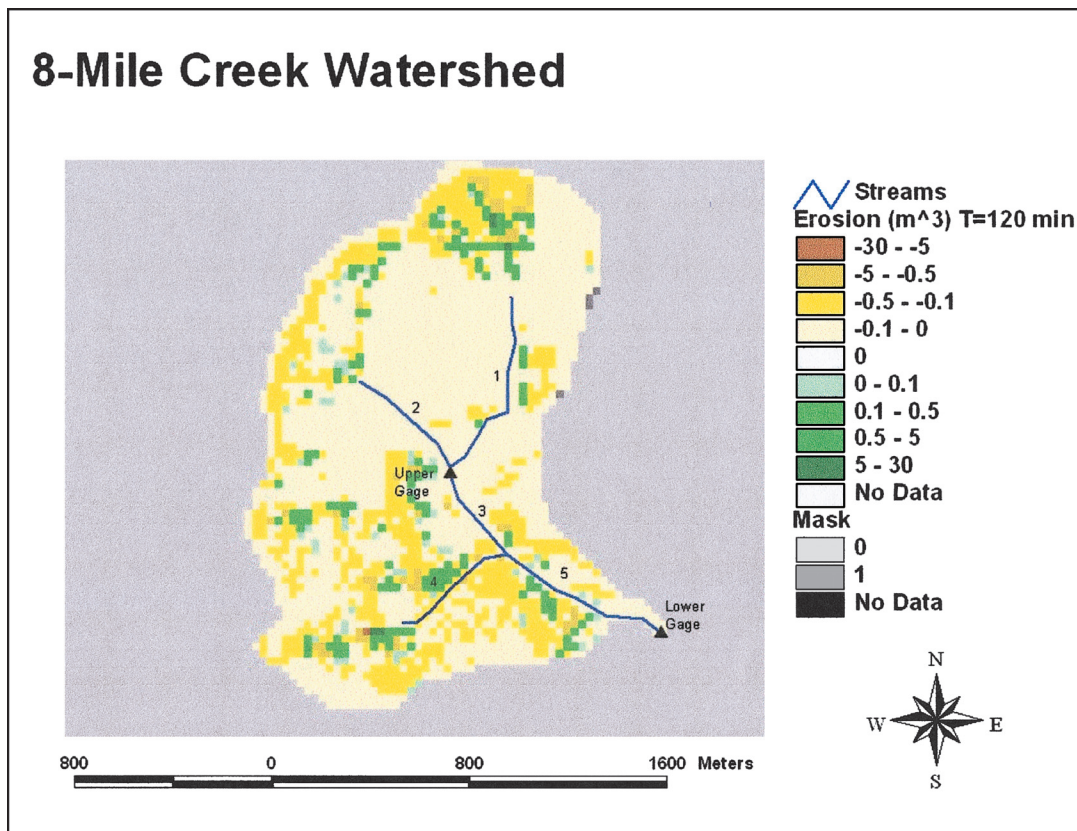 8-Mile Creek Watershed
Streams
Erosion (m^3) T=120 min
-30 - -5
-5 - -0.5
-0.5 - -0.1
-0.1 - 0
0
0 - 0.1
0.1 - 0.5
0.5 - 5
5 - 30
No Data
Mask
0
1
No Data
1
2
Upper
Gage
3
4
5
Lower
Gage
N
W E
S
800 0 800 1600 Meters